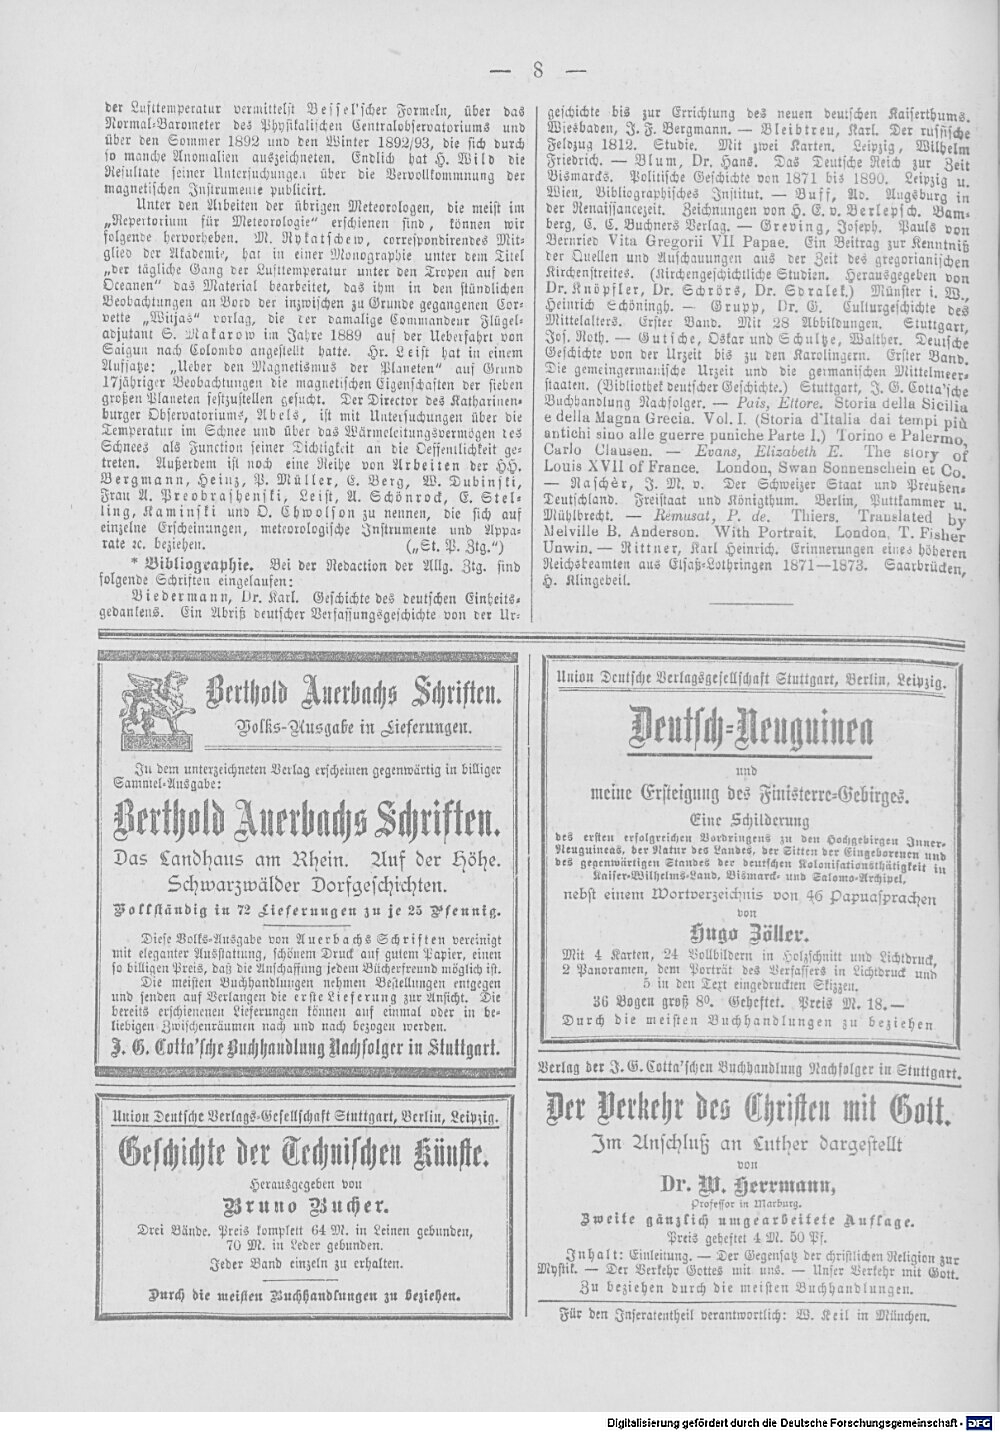 — 8 —
der Lufttemperatur vermittelst Bessel'scher Formeln, über das
Normal-Barometer des Physikalischen Centralobservatoriums und
über den Sommer 1892 und den Winter 1892/93, die sich durch
so manche Anomalien auszeichneten. Endlich hat H. Wild die
Resultate seiner Untersuchungen über die Vervollkommnung der
magnetischen Instrumente publicirt.
Unter den Arbeiten der übrigen Meteorologen, die meist im
„Repertorium für Meteorologie“ erschienen sind, können wir
folgende hervorheben. M. Rykatschew, correspondirendes Mit-
glied der Akademie, hat in einer Monographie unter dem Titel
„der tägliche Gang der Lufttemperatur unter den Tropen auf den
Oceanen“ das Material bearbeitet, das ihm in den stündlichen
Beobachtungen an Bord der inzwischen zu Grunde gegangenen Cor-
vette „Witjas“ vorlag, die der damalige Commandeur Flügel-
adjutant S. Makarow im Jahre 1889 auf der Ueberfahrt von
Saigun nach Colombo angestellt hatte. Hr. Leist hat in einem
Aufsatze: „Ueber den Magnetismus der Planeten“ auf Grund
17jähriger Beobachtungen die magnetischen Eigenschaften der sieben
großen Planeten festzustellen gesucht. Der Director des Katharinen-
burger Observatoriums, Abels, ist mit Untersuchungen über die
Temperatur im Schnee und über das Wärmeleitungsvermögen des
Schnees als Function seiner Dichtigkeit an die Oeffentlichkeit ge-
treten. Außerdem ist noch eine Reihe von Arbeiten der HH.
Bergmann, Heinz, P. Müller, E. Berg, W. Dubinski,
Frau A. Preobrashenski, Leist, A. Schönrock, E. Stel-
ling, Kaminski und O. Chwolson zu nennen, die sich auf
einzelne Erscheinungen, meteorologische Instrumente und Appa-
rate ꝛc. beziehen. („St. P. Ztg.“)
* Bibliographie. Bei der Redaction der Allg. Ztg. sind
folgende Schriften eingelaufen:
Biedermann, Dr. Karl. Geschichte des deutschen Einheits-
gedankens. Ein Abriß deutscher Verfassungsgeschichte von der Ur-
geschichte bis zur Errichtung des neuen deutschen Kaiserthums.
Wiesbaden, J. F. Bergmann. — Bleibtreu, Karl. Der russische
Feldzug 1812. Studie. Mit zwei Karten. Leipzig, Wilhelm
Friedrich. — Blum, Dr. Hans. Das Deutsche Reich zur Zeit
Bismarcks. Politische Geschichte von 1871 bis 1890. Leipzig u.
Wien, Bibliographisches Institut. — Buff, Ad. Augsburg in
der Renaissancezeit. Zeichnungen von H. E. v. Berlepsch. Bam-
berg, C. C. Buchners Verlag. — Greving, Joseph. Pauls von
Bernried Vita Gregorii VII Papae. Ein Beitrag zur Kenntniß
der Quellen und Anschauungen aus der Zeit des gregorianischen
Kirchenstreites. (Kirchengeschichtliche Studien. Herausgegeben von
Dr. Knöpfler, Dr. Schrörs, Dr. Sdralek.) Münster i. W.,
Heinrich Schöningh. — Grupp, Dr. G. Culturgeschichte des
Mittelalters. Erster Band. Mit 28 Abbildungen. Stuttgart,
Jos. Roth. — Gutsche, Oskar und Schultze, Walther. Deutsche
Geschichte von der Urzeit bis zu den Karolingern. Erster Band.
Die gemeingermanische Urzeit und die germanischen Mittelmeer-
staaten. (Bibliothek deutscher Geschichte.) Stuttgart, J. G. Cotta'sche
Buchhandlung Nachfolger. — Pais, Ettore. Storia della Sicilia
e della Magna Grecia. Vol. I. (Storia d'Italia dai tempi più
antichi sino alle guerre puniche Parte I.) Torino e Palermo,
Carlo Clausen. — Evans, Elizabeth E. The story of
Louis XVII of France. London, Swan Sonnenschein et Co.
— Naschèr, J. M. v. Der Schweizer Staat und Preußen-
Deutschland. Freistaat und Königthum. Berlin, Puttkammer u.
Mühlbrecht. — Rémusat, P. de. Thiers. Translated by
Melville B. Anderson. With Portrait. London, T. Fisher
Unwin. — Rittner, Karl Heinrich. Erinnerungen eines höheren
Reichsbeamten aus Elsaß-Lothringen 1871—1873. Saarbrücken,
H. Klingebeil.
Berthold Auerbachs Schriften.
Volks-Ausgabe in Lieferungen.
In dem unterzeichneten Verlag erscheinen gegenwärtig in billiger
Sammel-Ausgabe:
Berthold Auerbachs Schriften.
Das Landhaus am Rhein. Auf der Höhe.
Schwarzwälder Dorfgeschichten.
Vollständig in 72 Lieferungen zu je 25 Pfennig.
Diese Volks-Ausgabe von Auerbachs Schriften vereinigt
mit eleganter Ausstattung, schönem Druck auf gutem Papier, einen
so billigen Preis, daß die Anschaffung jedem Bücherfreund möglich ist.
Die meisten Buchhandlungen nehmen Bestellungen entgegen
und senden auf Verlangen die erste Lieferung zur Ansicht. Die
bereits erschienenen Lieferungen können auf einmal oder in be-
liebigen Zwischenräumen nach und nach bezogen werden.
J. G. Cotta'sche Buchhandlung Nachfolger in Stuttgart.
Union Deutsche Verlags-Gesellschaft Stuttgart, Berlin, Leipzig.
Geschichte der Technischen Künste.
Herausgegeben von
Bruno Bucher.
Drei Bände. Preis komplett 64 M. in Leinen gebunden,
70 M. in Leder gebunden.
Jeder Band einzeln zu erhalten.
Durch die meisten Buchhandlungen zu beziehen.
Union Deutsche Verlagsgesellschaft Stuttgart, Berlin, Leipzig.
Deutsch-Neuguinea
und
meine Ersteigung des Finisterre-Gebirges.
Eine Schilderung
des ersten erfolgreichen Vordringens zu den Hochgebirgen Inner-
Neuguineas, der Natur des Landes, der Sitten der Eingeborenen und
des gegenwärtigen Standes der deutschen Kolonisationsthätigkeit in
Kaiser-Wilhelms-Land, Bismarck- und Salomo-Archipel,
nebst einem Wortverzeichnis von 46 Papuasprachen
von
Hugo Zöller.
Mit 4 Karten, 24 Vollbildern in Holzschnitt und Lichtdruck,
2 Panoramen, dem Porträt des Verfassers in Lichtdruck und
5 in den Text eingedruckten Skizzen.
36 Bogen groß 8º. Geheftet. Preis M. 18.—
Durch die meisten Buchhandlungen zu beziehen
Verlag der J. G. Cotta'schen Buchhandlung Nachfolger in Stuttgart.
Der Verkehr des Christen mit Gott.
Im Anschluß an Luther dargestellt
von
Dr. W. Herrmann,
Professor in Marburg.
Zweite gänzlich umgearbeitete Auflage.
Preis geheftet 4 M. 50 Pf.
Inhalt: Einleitung. — Der Gegensatz der christlichen Religion zur
Mystik. — Der Verkehr Gottes mit uns. — Unser Verkehr mit Gott.
Zu beziehen durch die meisten Buchhandlungen.
Für den Inseratentheil verantwortlich: W. Keil in München.
Digitalisierung gefördert durch die Deutsche Forschungsgemeinschaft - DFG